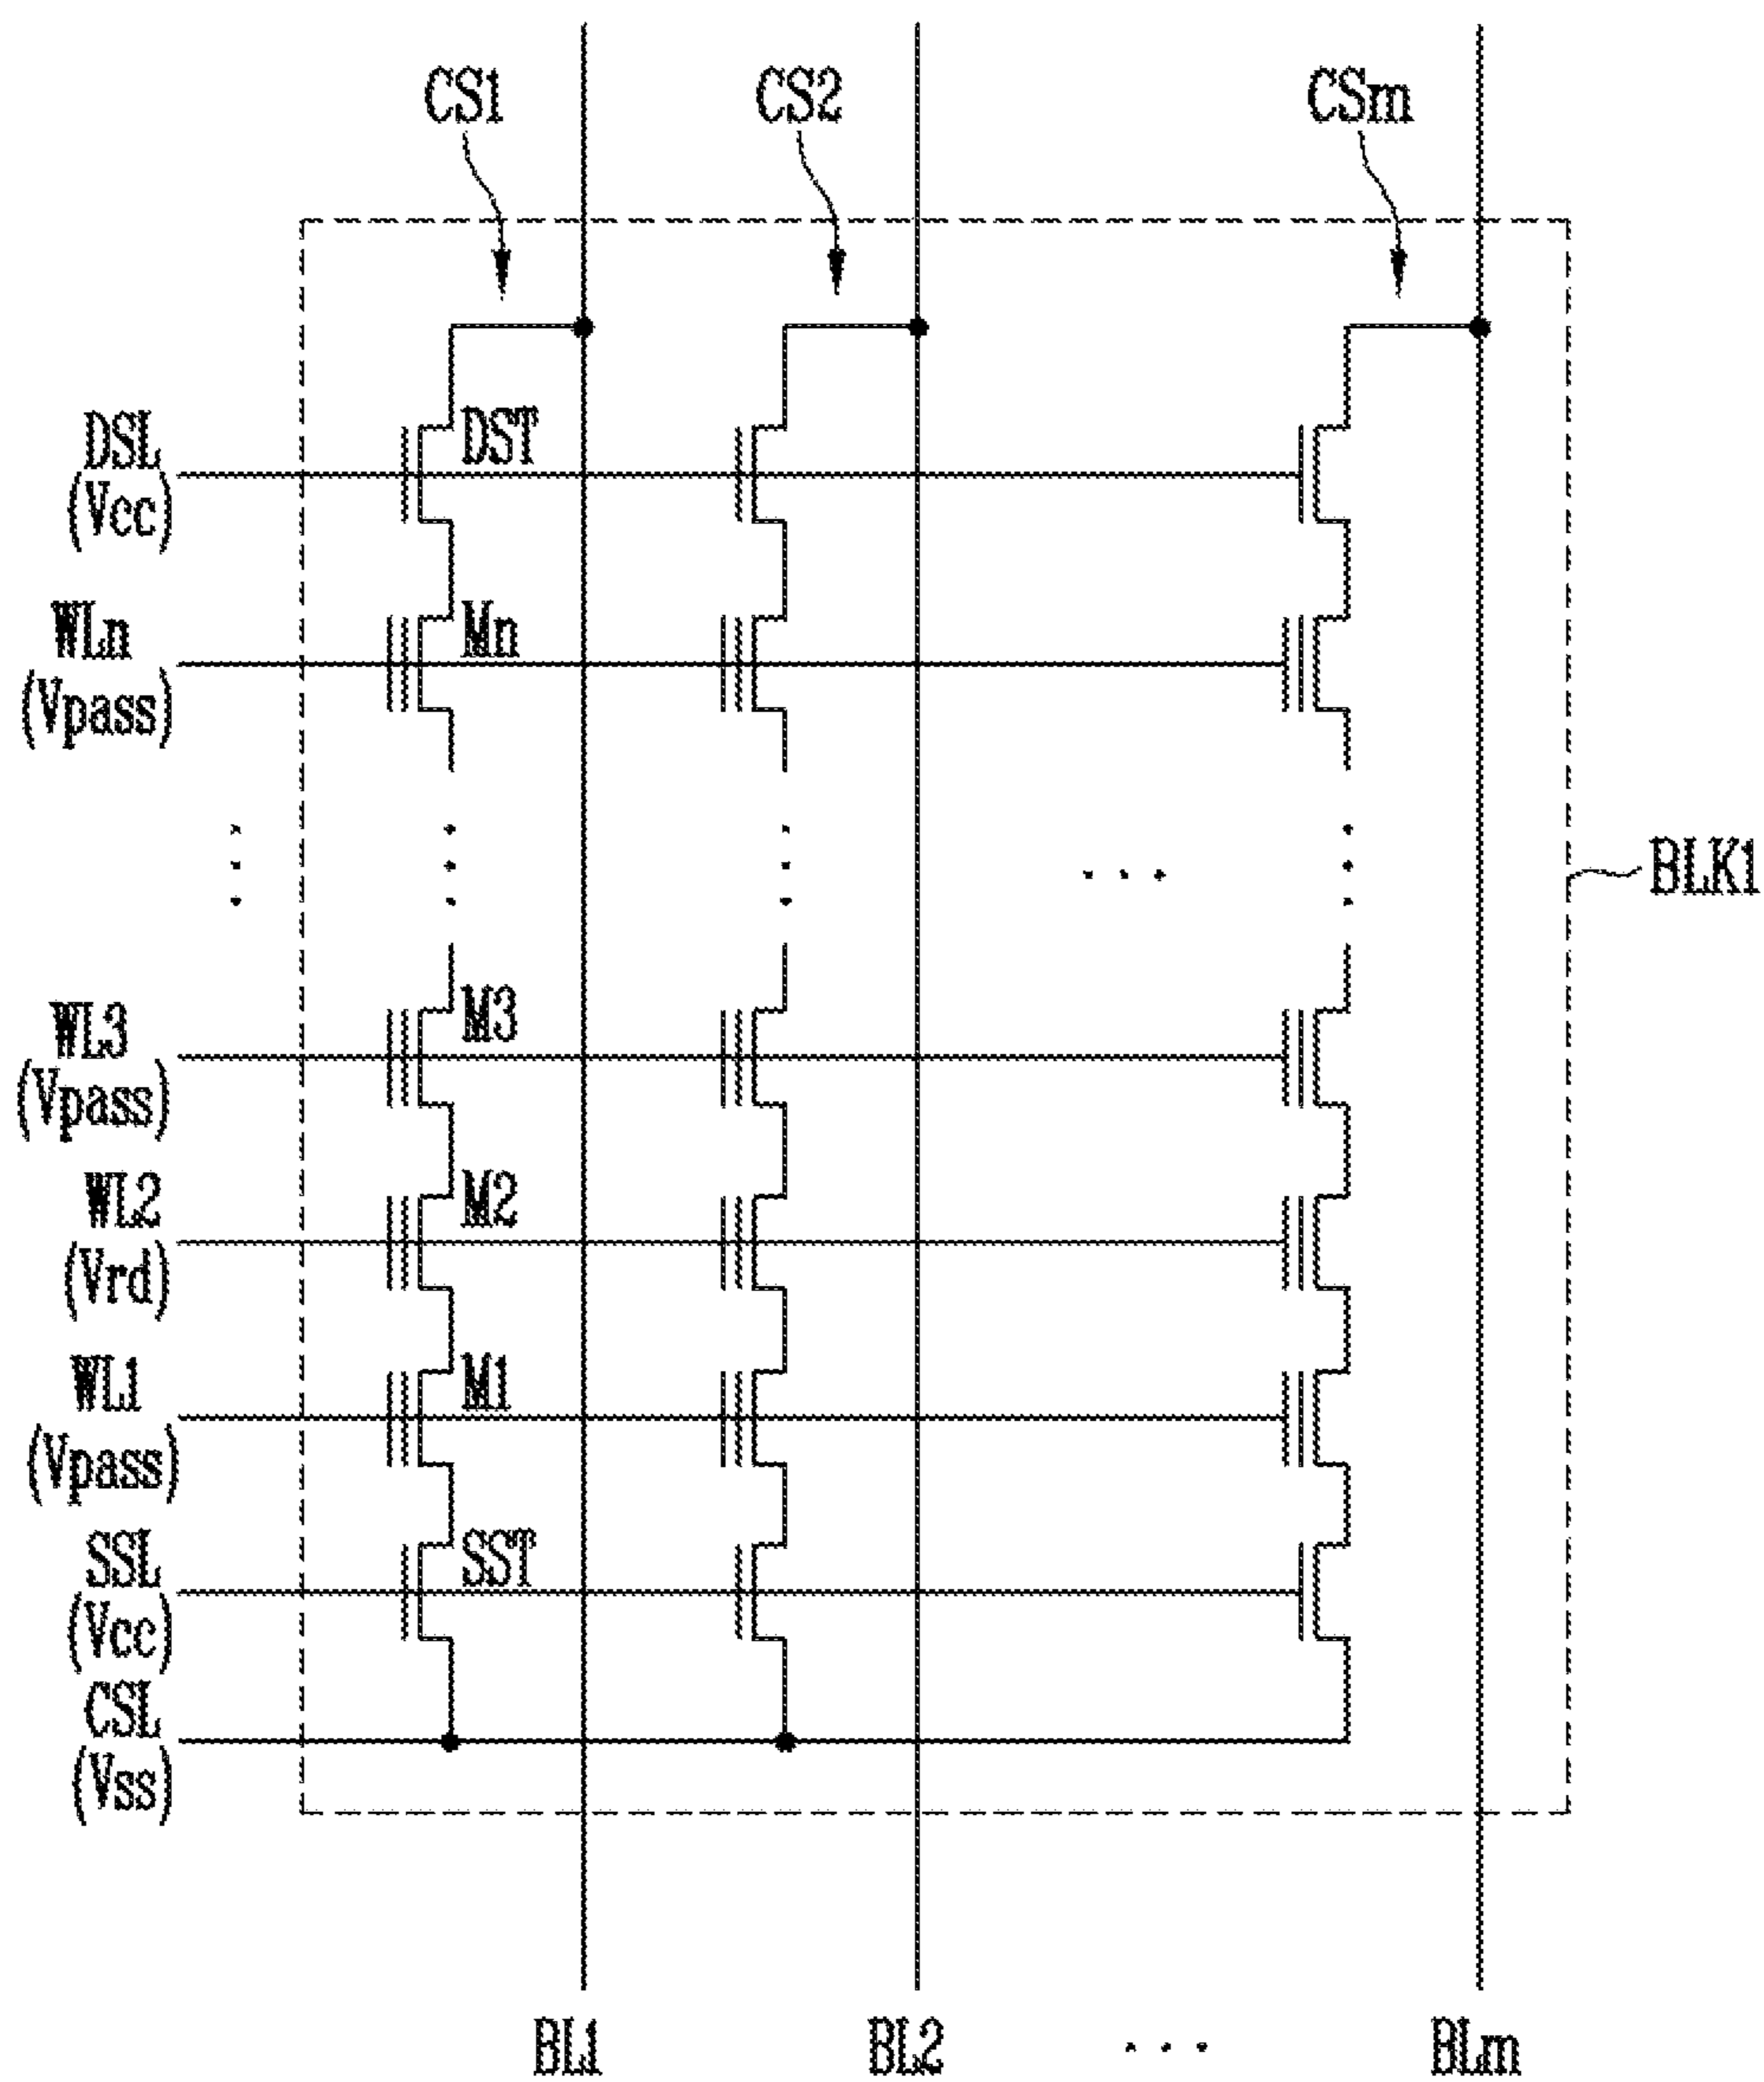 CS1 CS2 CSm
DSL DST
(Vcc)
WLn Mn
(Vpass)
. . . BLK1
WL3 M3
(Vpass)
WL2 M2
(Vrd)
WL1 M1
(Vpass)
SSL SST
(Vcc)
CSL
(Vss)
BL1 BL2 . . . BLm